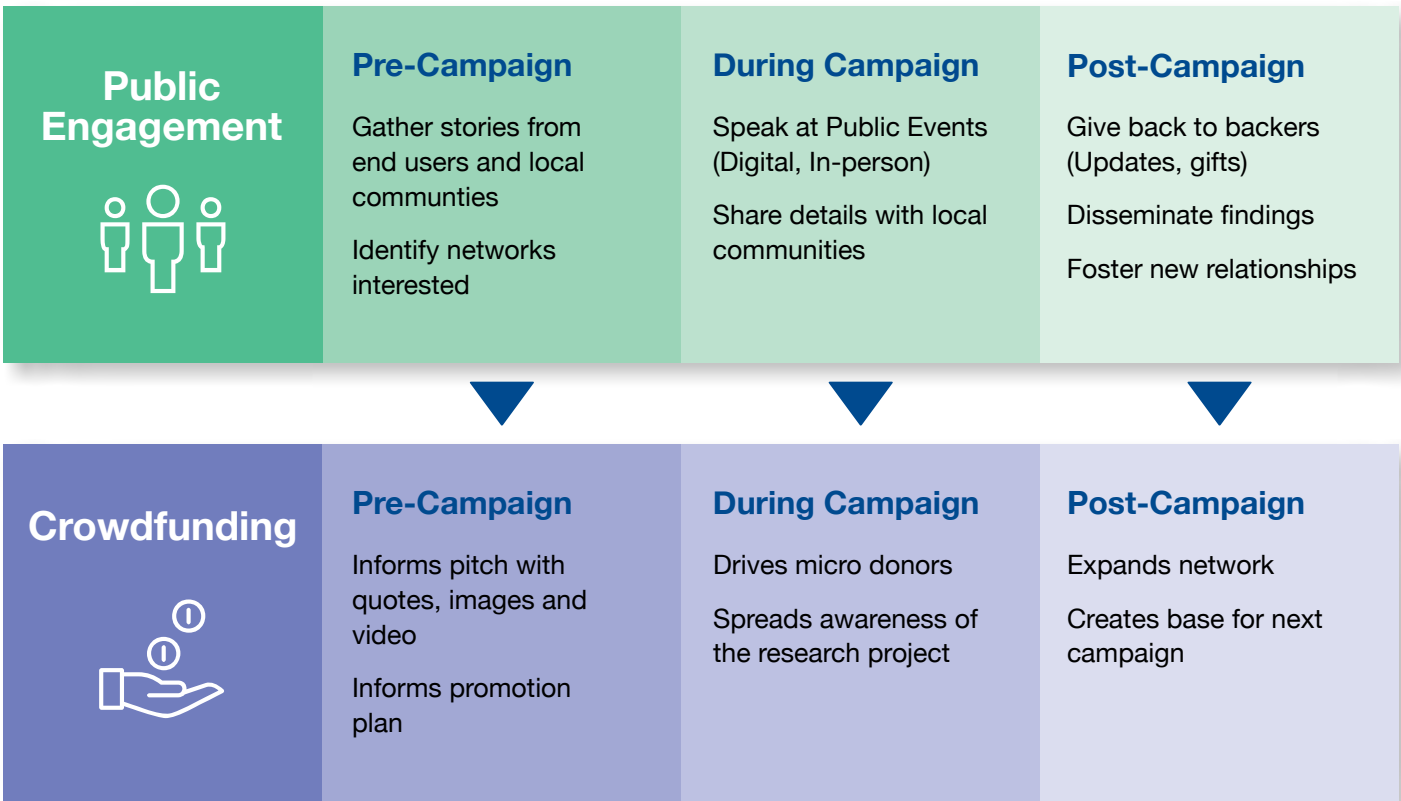 Public
Engagement
Pre-Campaign
Gather stories from
end users and local
communties
Identify networks
interested
During Campaign
Speak at Public Events
(Digital, In-person)
Share details with local
communities
Post-Campaign
Give back to backers
(Updates, gifts)
Disseminate findings
Foster new relationships
Crowdfunding
Pre-Campaign
Informs pitch with
quotes, images and
video
Informs promotion
plan
During Campaign
Drives micro donors
Spreads awareness of
the research project
Post-Campaign
Expands network
Creates base for next
campaign